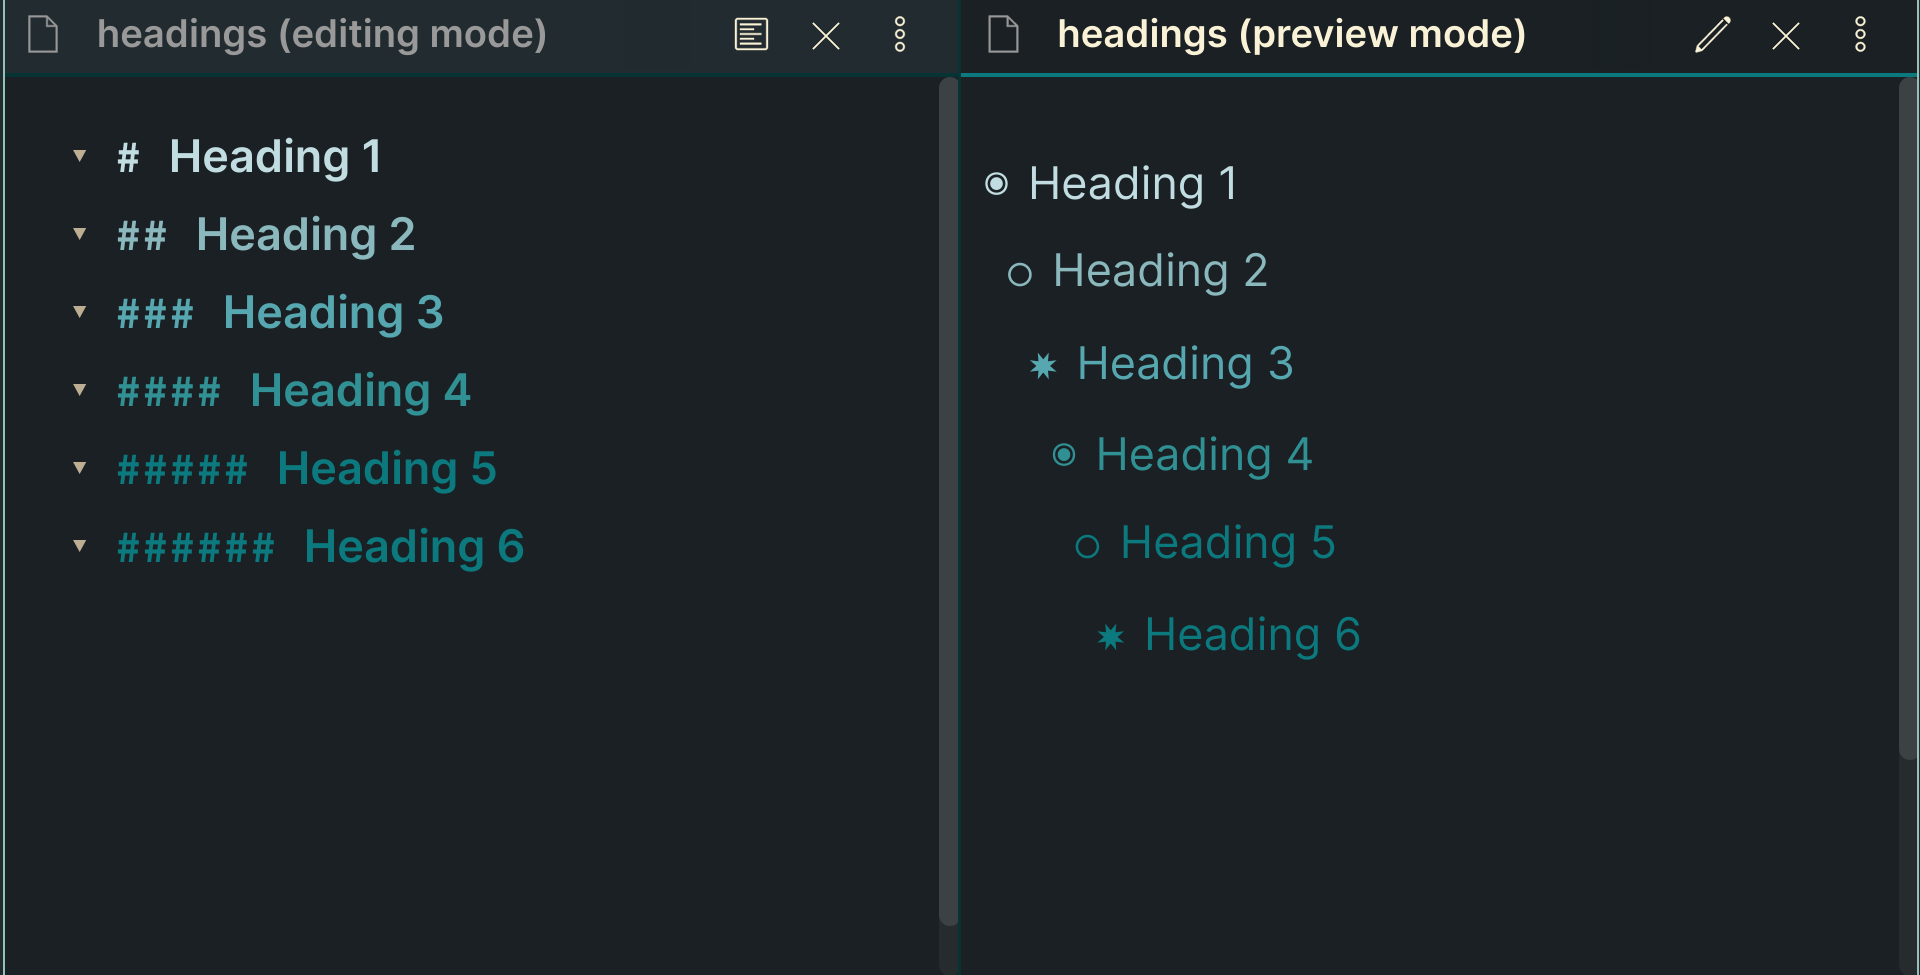 headings (editing mode)
# Heading 1
## Heading 2
### Heading 3
#### Heading 4
##### Heading 5
###### Heading 6
headings (preview mode)
Heading 1
Heading 2
Heading 3
Heading 4
Heading 5
Heading 6